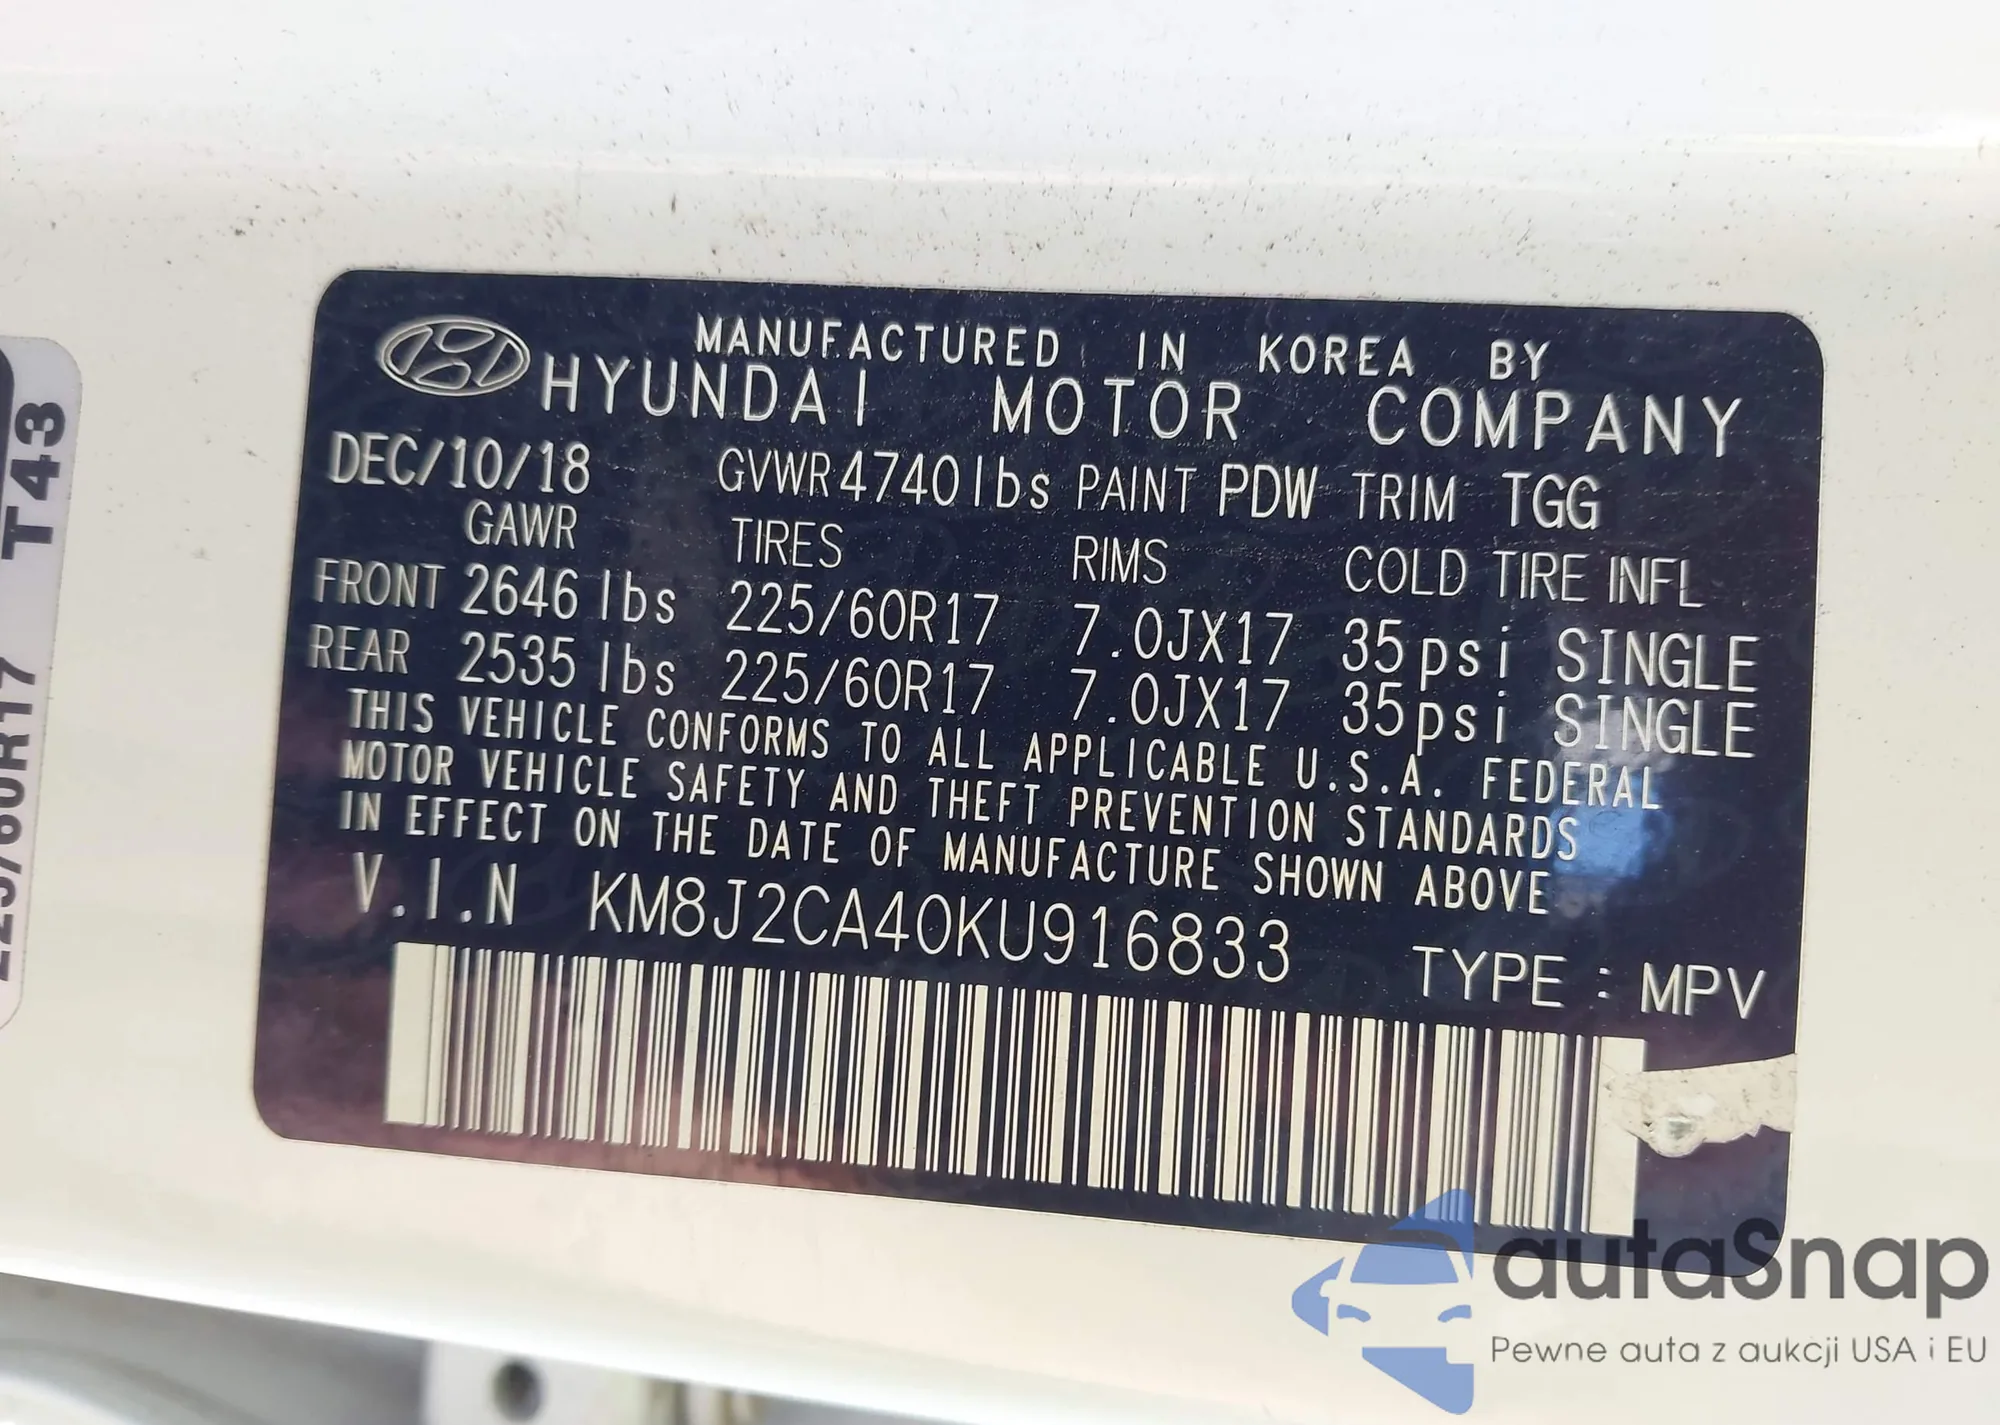 MANUFACTURED IN KOREA BY
HYUNDAI MOTOR COMPANY
DEC/10/18 GVWR 4740 lbs PAINT PDW TRIM TGG
GAWR TIRES RIMS COLD TIRE INFL
FRONT 2646 lbs 225/60R17 7.0JX17 35psi SINGLE
REAR 2535 lbs 225/60R17 7.0JX17 35psi SINGLE
THIS VEHICLE CONFORMS TO ALL APPLICABLE U.S.A. FEDERAL
MOTOR VEHICLE SAFETY AND THEFT PREVENTION STANDARDS
IN EFFECT ON THE DATE OF MANUFACTURE SHOWN ABOVE
V.I.N KM8J2CA40KU916833
TYPE : MPV
225/60R17 T43
autaSnap
Pewne auta z aukcji USA i EU